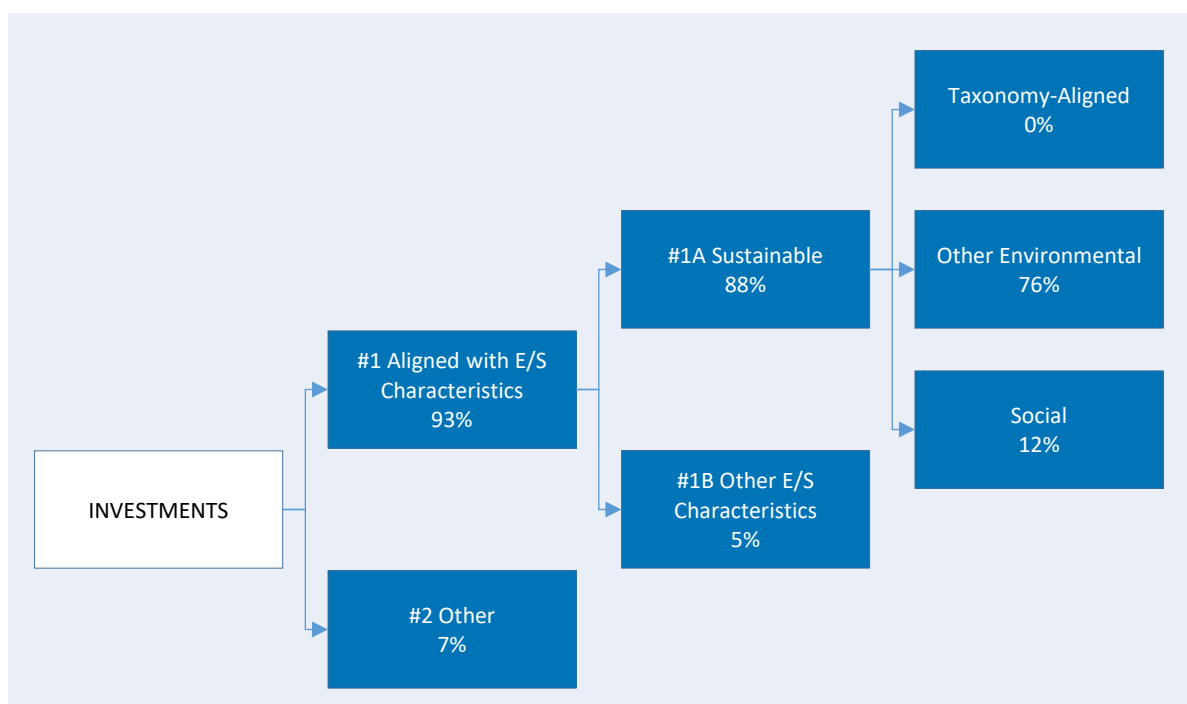 INVESTMENTS
#1 Aligned with E/S
Characteristics
93%
#2 Other
7%
#1A Sustainable
88%
#1B Other E/S
Characteristics
5%
Taxonomy-Aligned
0%
Other Environmental
76%
Social
12%